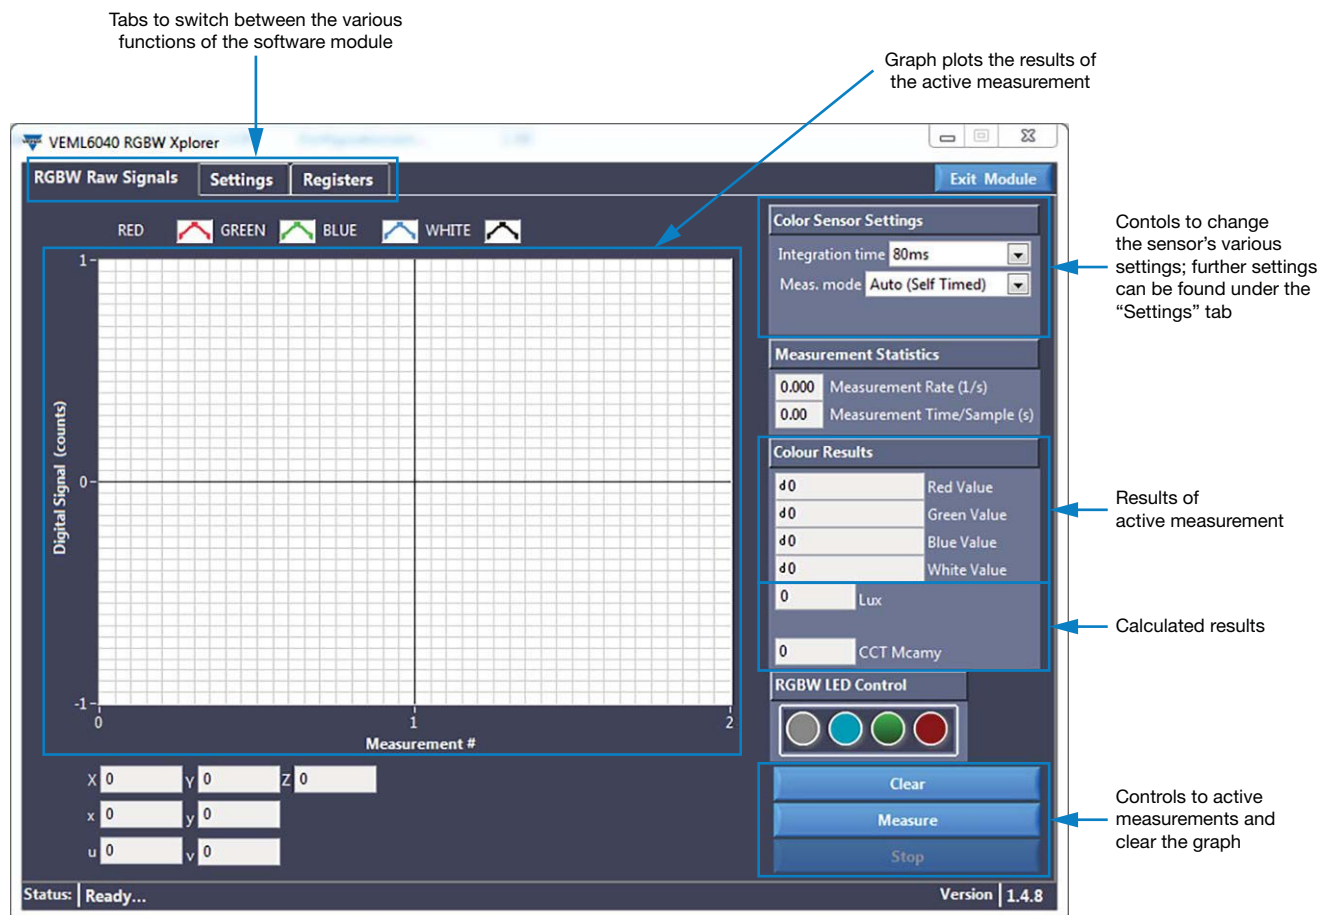 Tabs to switch between the various
functions of the software module
Graph plots the results of
the active measurement
VEML6040 RGBW Xplorer
RGBW Raw Signals
Settings
Registers
Exit Module
RED
GREEN
BLUE
WHITE
1
0
-1
Digital Signal (counts)
0
1
2
Measurement #
Color Sensor Settings
Integration time 80ms
Meas. mode Auto (Self Timed)
Contols to change
the sensor's various
settings; further settings
can be found under the
“Settings” tab
Measurement Statistics
0.000 Measurement Rate (1/s)
0.00 Measurement Time/Sample (s)
Colour Results
d 0 Red Value
d 0 Green Value
d 0 Blue Value
d 0 White Value
Results of
active measurement
0 Lux
0 CCT Mcamy
Calculated results
RGBW LED Control
Clear
Measure
Stop
Controls to active
measurements and
clear the graph
X 0 Y 0 Z 0
x 0 y 0
u 0 v 0
Status: Ready...
Version 1.4.8